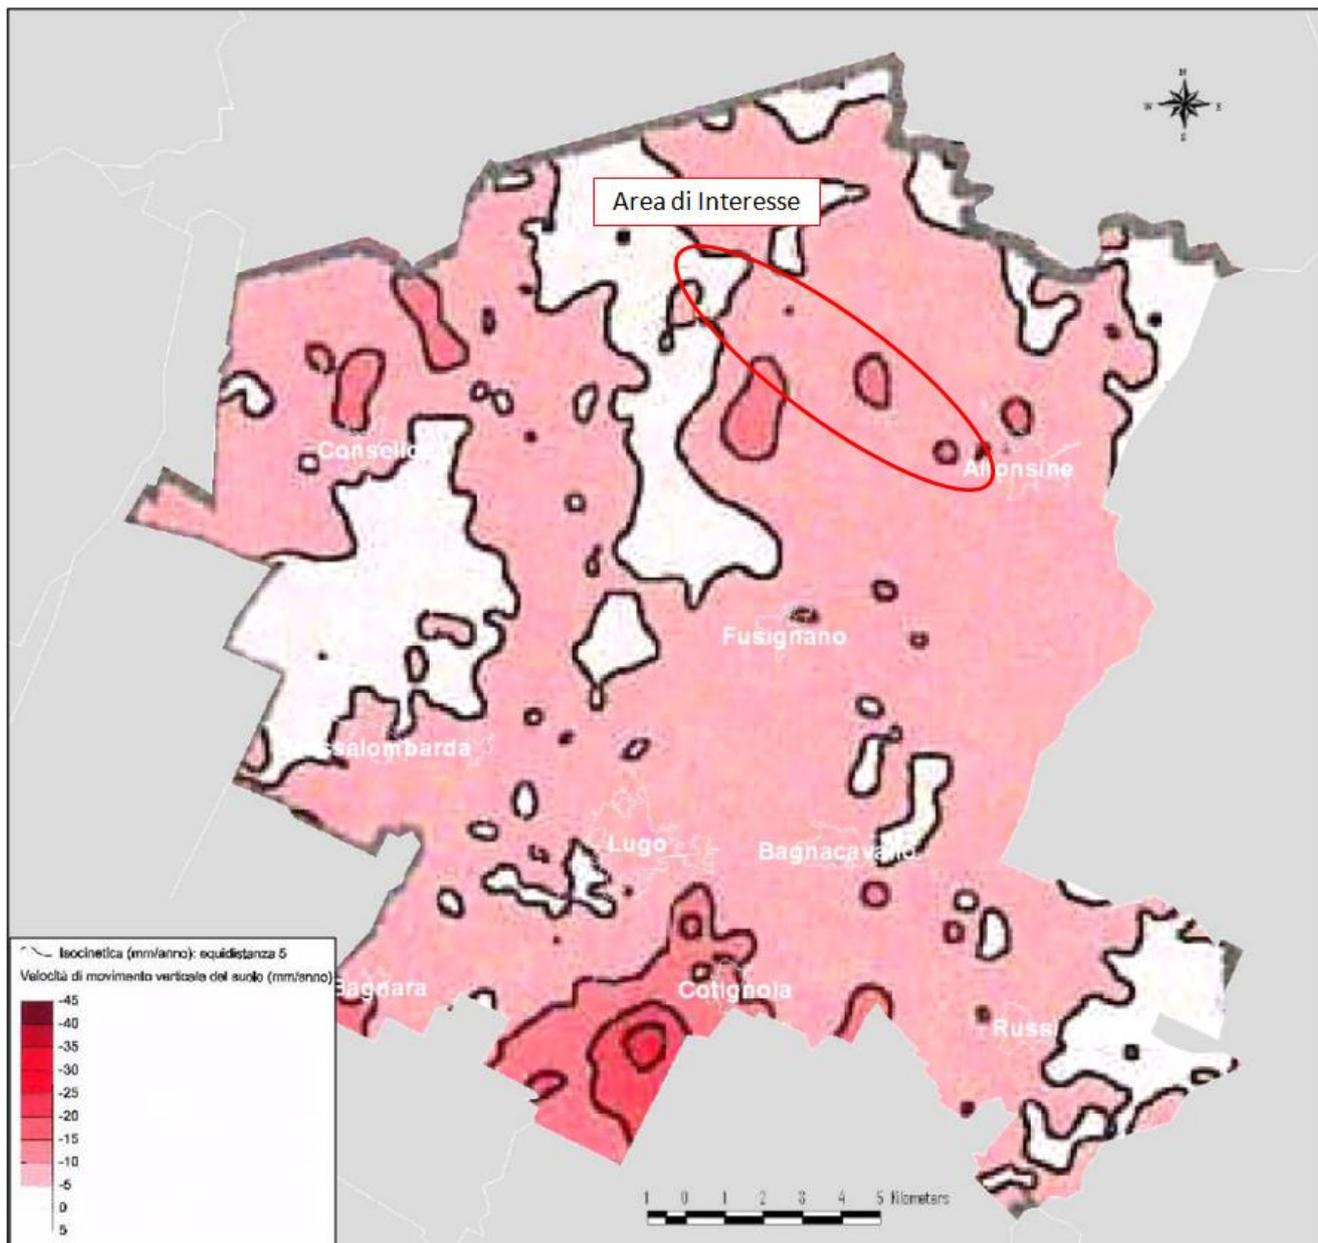 N
W E
S
Area di Interesse
Conselice
Alfonsine
Fusignano
Massalombarda
Lugo
Bagnacavallo
Bagnara
Cotignola
Russi
Isocinetica (mm/anno): equidistanza 5
Velocità di movimento verticale del suolo (mm/anno)
-45
-40
-35
-30
-25
-20
-15
-10
-5
0
5
1 0 1 2 3 4 5 Kilometers